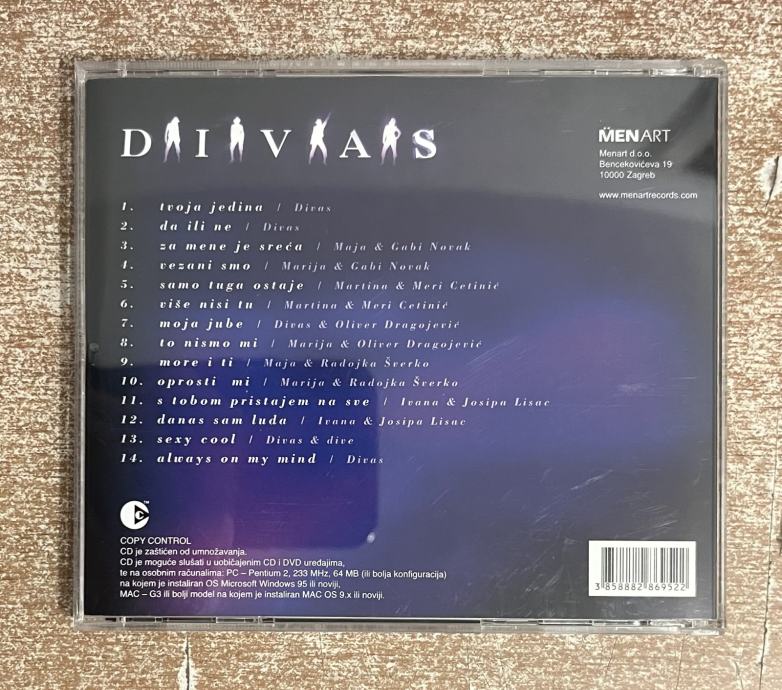 DIVAS
MENART
Menart d.o.o.
Bencekovićeva 19
10000 Zagreb
www.menartrecords.com
1. tvoja jedina / Divas
2. da ili ne / Divas
3. za mene je sreća / Maja & Gabi Novak
4. vezani smo / Marija & Gabi Novak
5. samo tuga ostaje / Martina & Meri Cetinić
6. više nisi tu / Martina & Meri Cetinić
7. moja jube / Divas & Oliver Dragojević
8. to nismo mi / Marija & Oliver Dragojević
9. more i ti / Maja & Radojka Šverko
10. oprosti mi / Marija & Radojka Šverko
11. s tobom pristajem na sve / Ivana & Josipa Lisac
12. danas sam luda / Ivana & Josipa Lisac
13. sexy cool / Divas & dive
14. always on my mind / Divas
™
COPY CONTROL
CD je zaštićen od umnožavanja.
CD je moguće slušati u uobičajenim CD i DVD uređajima,
te na osobnim računalima: PC – Pentium 2, 233 MHz, 64 MB (ili bolja konfiguracija)
na kojem je instaliran OS Microsoft Windows 95 ili noviji,
MAC – G3 ili bolji model na kojem je instaliran MAC OS 9.x ili noviji.
3 858882 869522